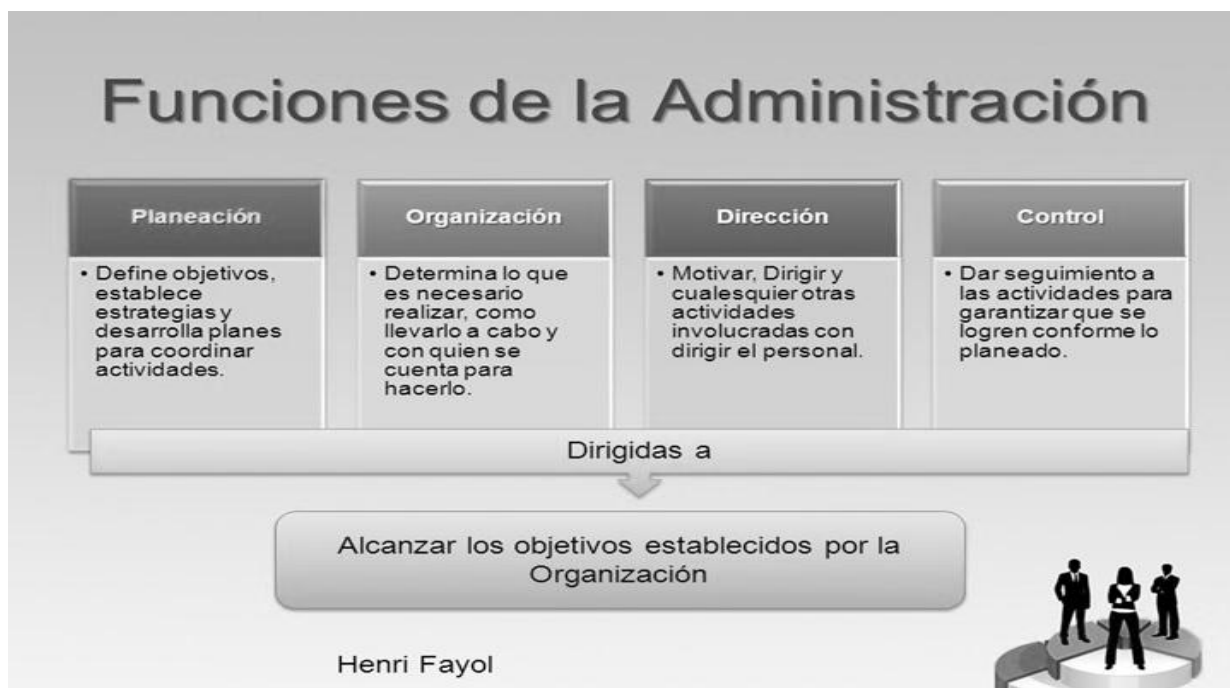 Funciones de la Administración
Planeación
• Define objetivos,
establece
estrategias y
desarrolla planes
para coordinar
actividades.
Organización
• Determina lo que
es necesario
realizar, como
llevarlo a cabo y
con quien se
cuenta para
hacerlo.
Dirección
• Motivar, Dirigir y
cualesquier otras
actividades
involucradas con
dirigir el personal.
Control
• Dar seguimiento a
las actividades para
garantizar que se
logren conforme lo
planeado.
Dirigidas a
Alcanzar los objetivos establecidos por la
Organización
Henri Fayol